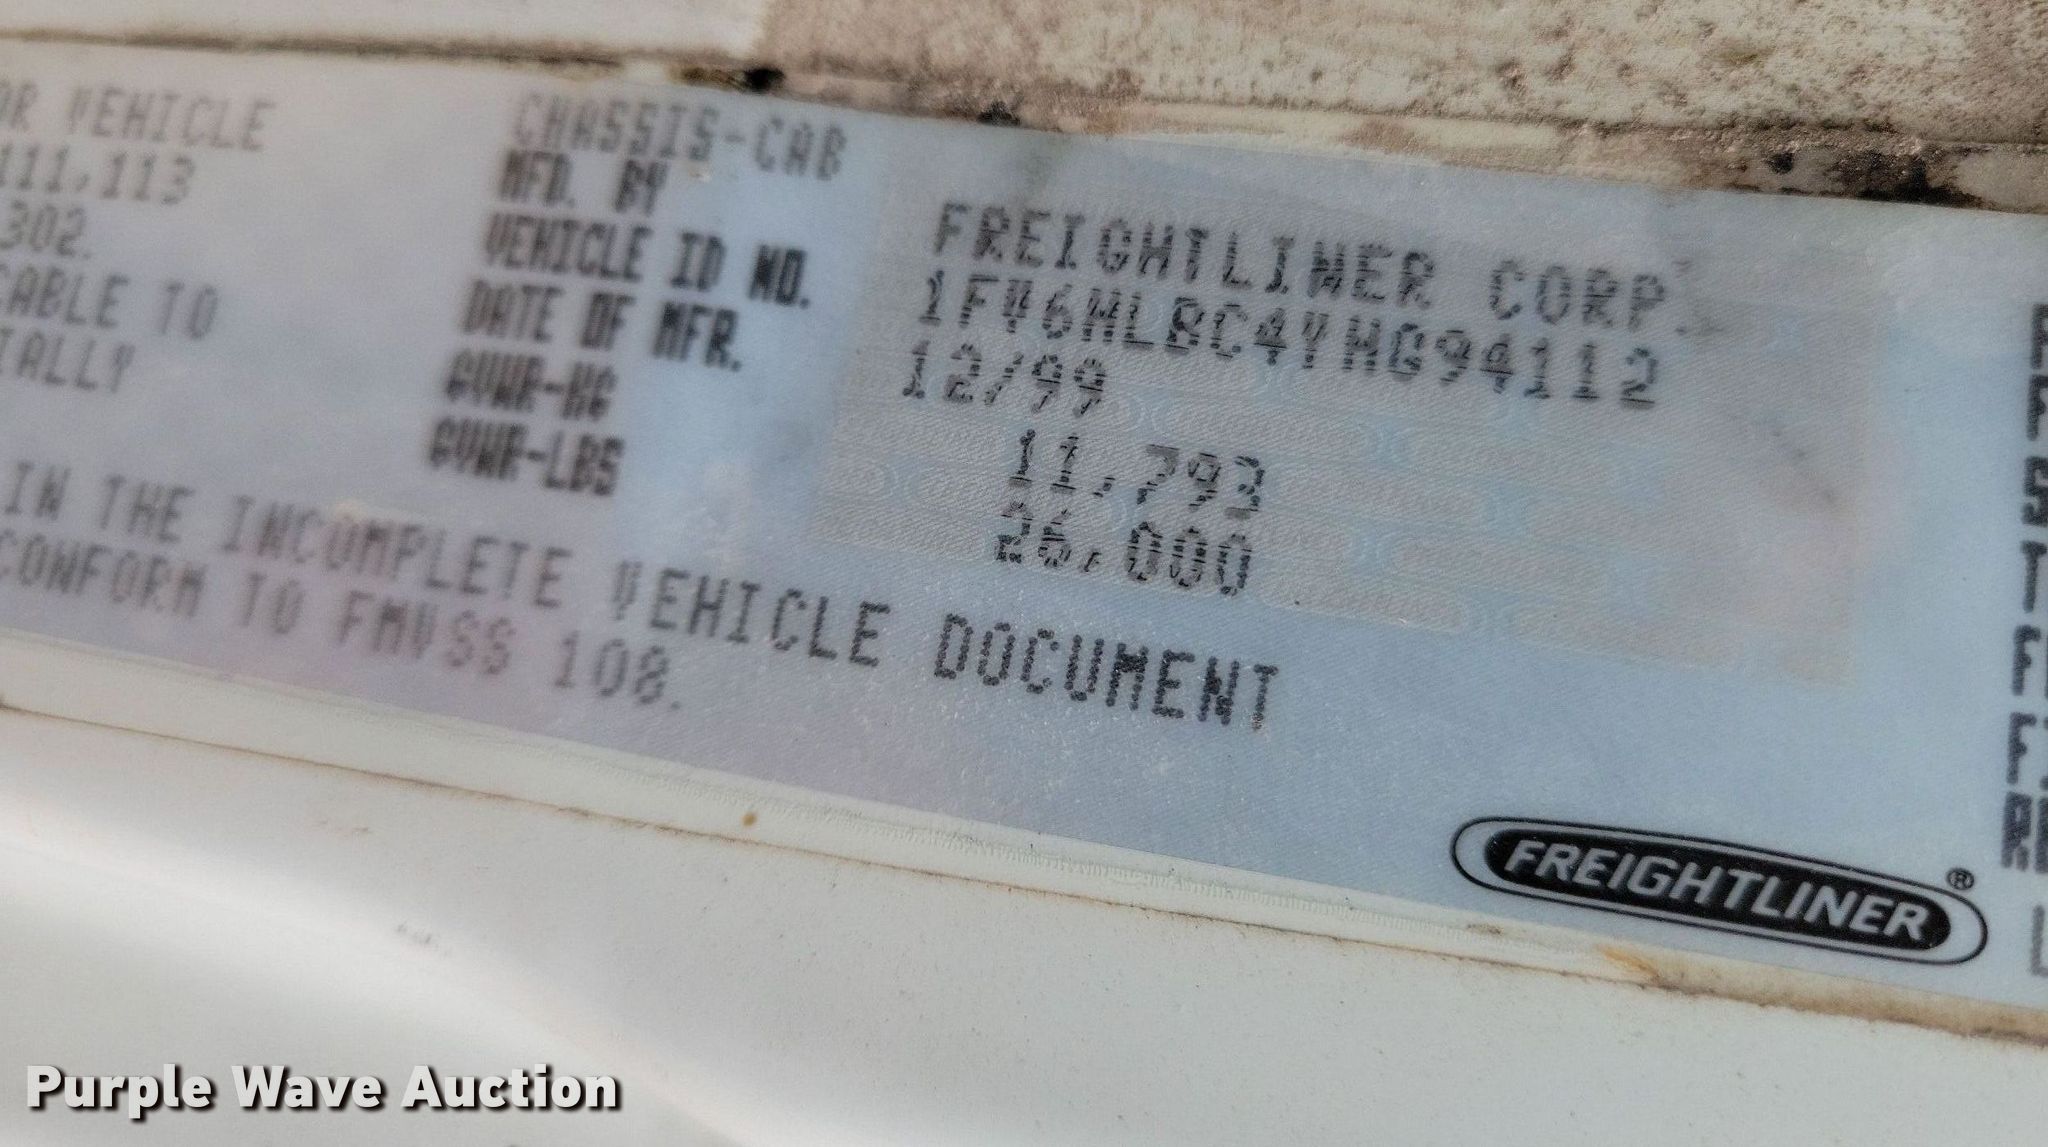 OR VEHICLE
111,113
302.
CABLE TO
IALLY
IN THE INCOMPLETE VEHICLE DOCUMENT
CONFORM TO FMVSS 108.
CHASSIS-CAB
MFD. BY FREIGHTLINER CORP.
VEHICLE ID NO. 1FV6HLBC4YHG94112
DATE OF MFR. 12/99
GVWR-KG 11,793
GVWR-LBS 26,000
FREIGHTLINER®
Purple Wave Auction